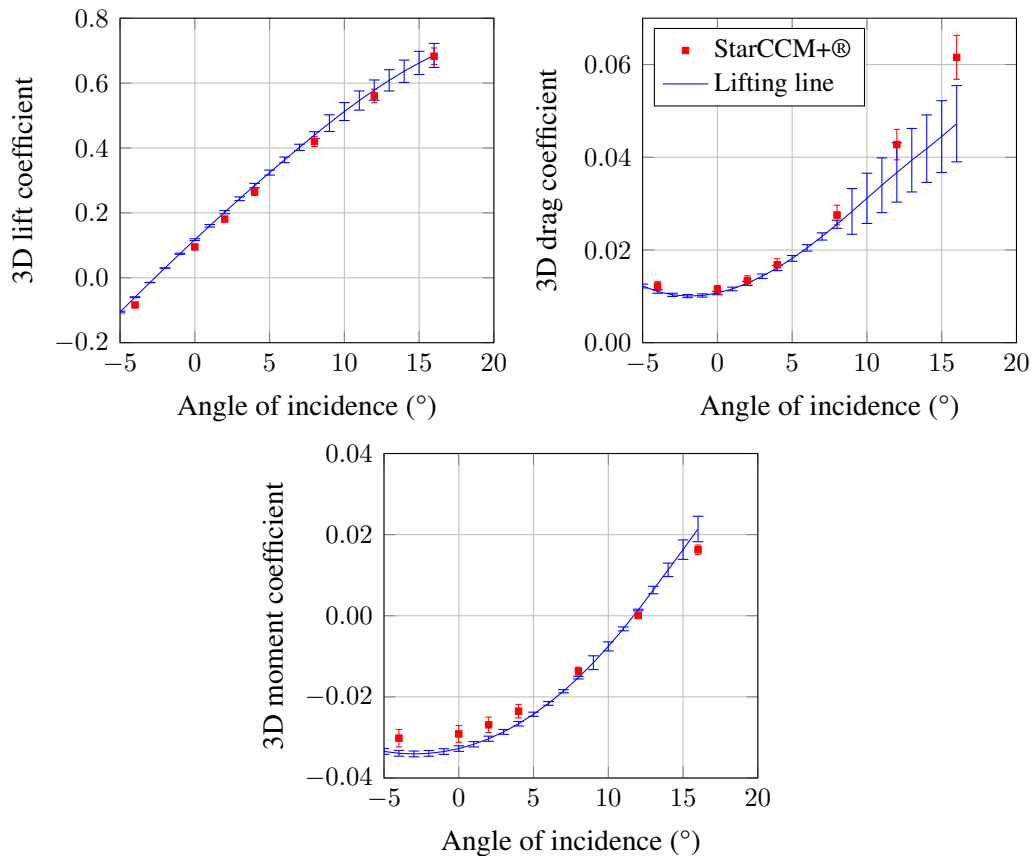 3D lift coefficient
0.8
0.6
0.4
0.2
0.0
−0.2
−5 0 5 10 15 20
Angle of incidence (°)
3D drag coefficient
0.06
0.04
0.02
0.00
StarCCM+®
Lifting line
−5 0 5 10 15 20
Angle of incidence (°)
3D moment coefficient
0.04
0.02
0.00
−0.02
−0.04
−5 0 5 10 15 20
Angle of incidence (°)